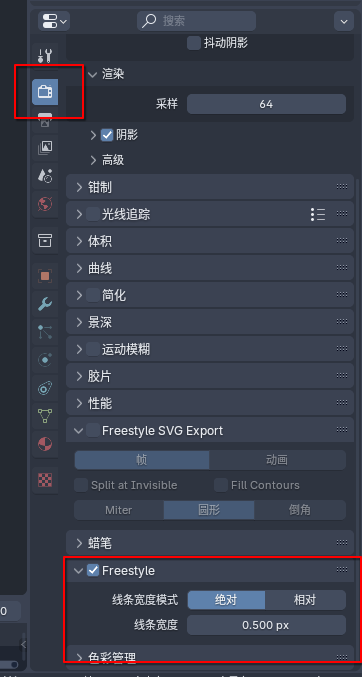 搜索
抖动阴影
渲染
采样 64
阴影
高级
钳制
光线追踪
体积
曲线
简化
景深
运动模糊
胶片
性能
Freestyle SVG Export
帧 动画
Split at Invisible Fill Contours
Miter 圆形 倒角
蜡笔
Freestyle
线条宽度模式 绝对 相对
0
线条宽度 0.500 px
色彩管理